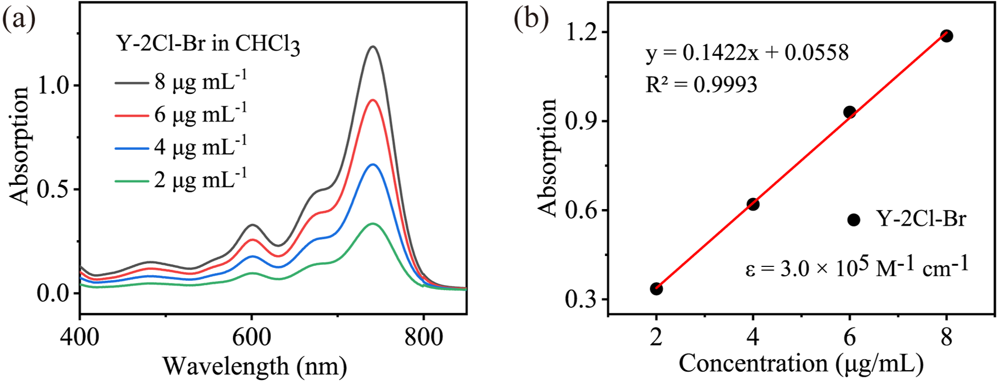 (a)
Y-2Cl-Br in CHCl₃
8 μg mL⁻¹
6 μg mL⁻¹
4 μg mL⁻¹
2 μg mL⁻¹
Absorption
1.0
0.5
0.0
400
600
800
Wavelength (nm)
(b)
y = 0.1422x + 0.0558
R² = 0.9993
Y-2Cl-Br
ε = 3.0 × 10⁵ M⁻¹ cm⁻¹
Absorption
1.2
0.9
0.6
0.3
2
4
6
8
Concentration (μg/mL)